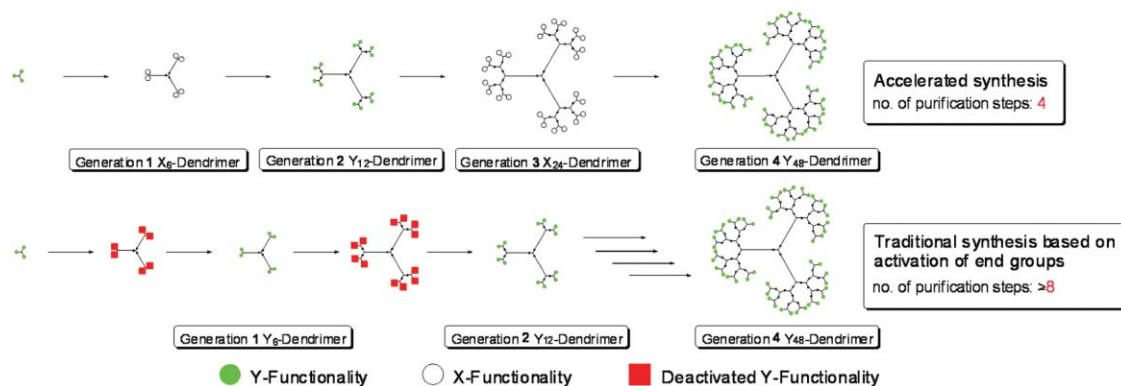 Accelerated synthesis
no. of purification steps: 4
Generation 1 X6-Dendrimer
Generation 2 Y12-Dendrimer
Generation 3 X24-Dendrimer
Generation 4 Y48-Dendrimer
Traditional synthesis based on
activation of end groups
no. of purification steps: ≥8
Generation 1 Y6-Dendrimer
Generation 2 Y12-Dendrimer
Generation 4 Y48-Dendrimer
Y-Functionality
X-Functionality
Deactivated Y-Functionality